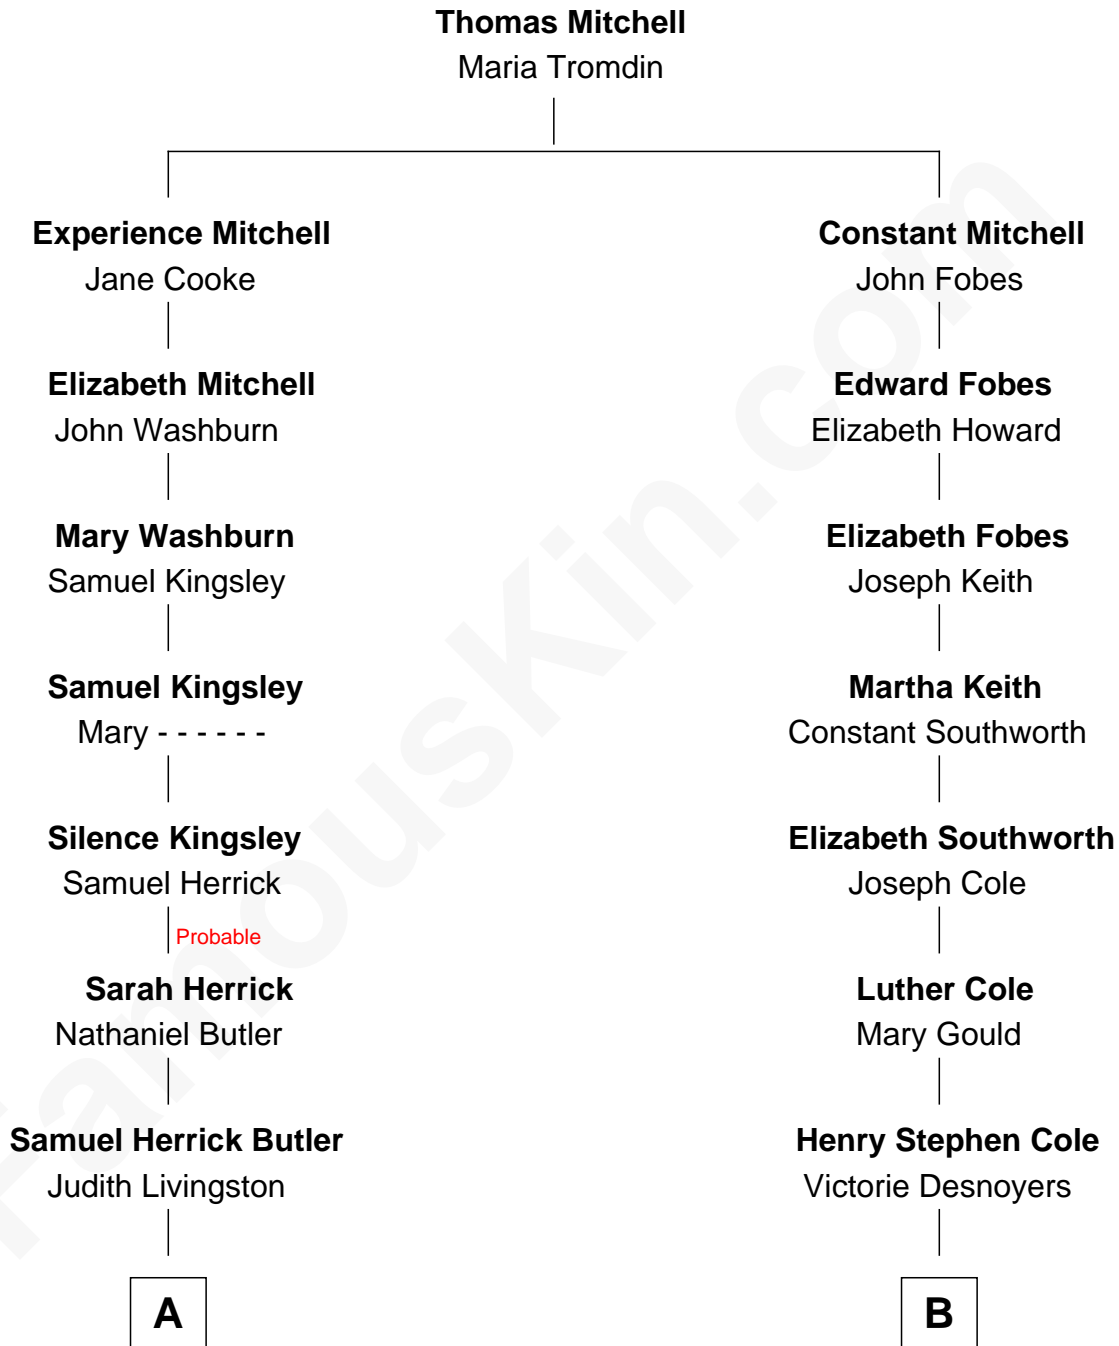 Thomas Mitchell
Maria Tromdin
Experience Mitchell
Jane Cooke
Constant Mitchell
John Fobes
Elizabeth Mitchell
John Washburn
Edward Fobes
Elizabeth Howard
Mary Washburn
Samuel Kingsley
Elizabeth Fobes
Joseph Keith
Samuel Kingsley
Mary - - - - - -
Martha Keith
Constant Southworth
Silence Kingsley
Samuel Herrick
Elizabeth Southworth
Joseph Cole
Probable
Sarah Herrick
Nathaniel Butler
Luther Cole
Mary Gould
Samuel Herrick Butler
Judith Livingston
Henry Stephen Cole
Victorie Desnoyers
A
B
FamousKin.com